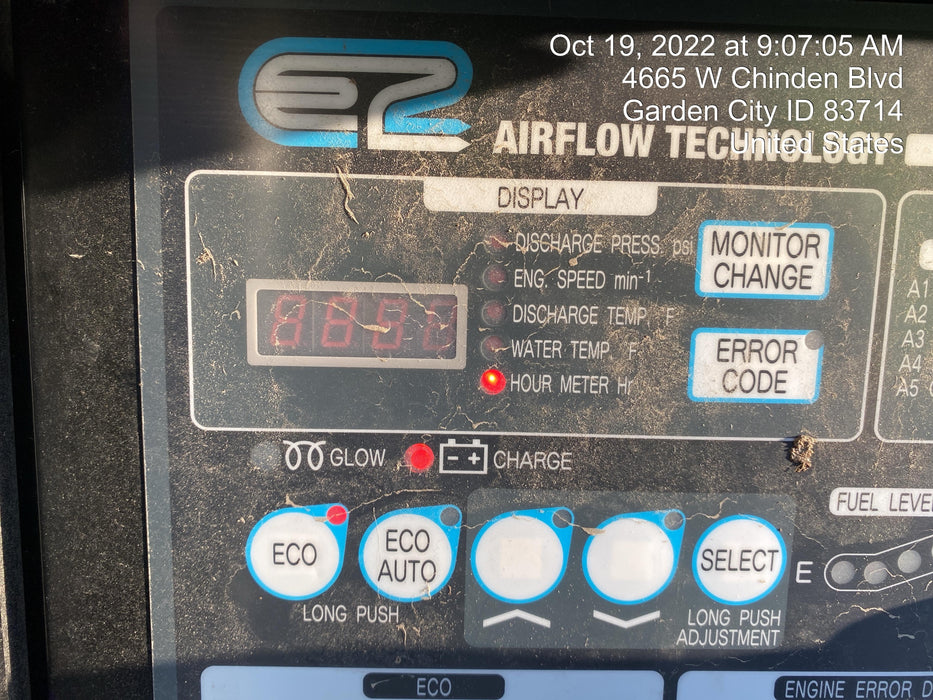 Oct 19, 2022 at 9:07:05 AM
4665 W Chinden Blvd
Garden City ID 83714
United States
EZ
AIRFLOW TECHNOLOGY
DISPLAY
DISCHARGE PRESS. psi
ENG. SPEED min-1
DISCHARGE TEMP. F
WATER TEMP. F
HOUR METER Hr
MONITOR
CHANGE
ERROR
CODE
A1
A2
A3
A4
A5
GLOW
- +
CHARGE
ECO
ECO
AUTO
SELECT
LONG PUSH
LONG PUSH
ADJUSTMENT
FUEL LEVE
E
ECO
ENGINE ERROR D